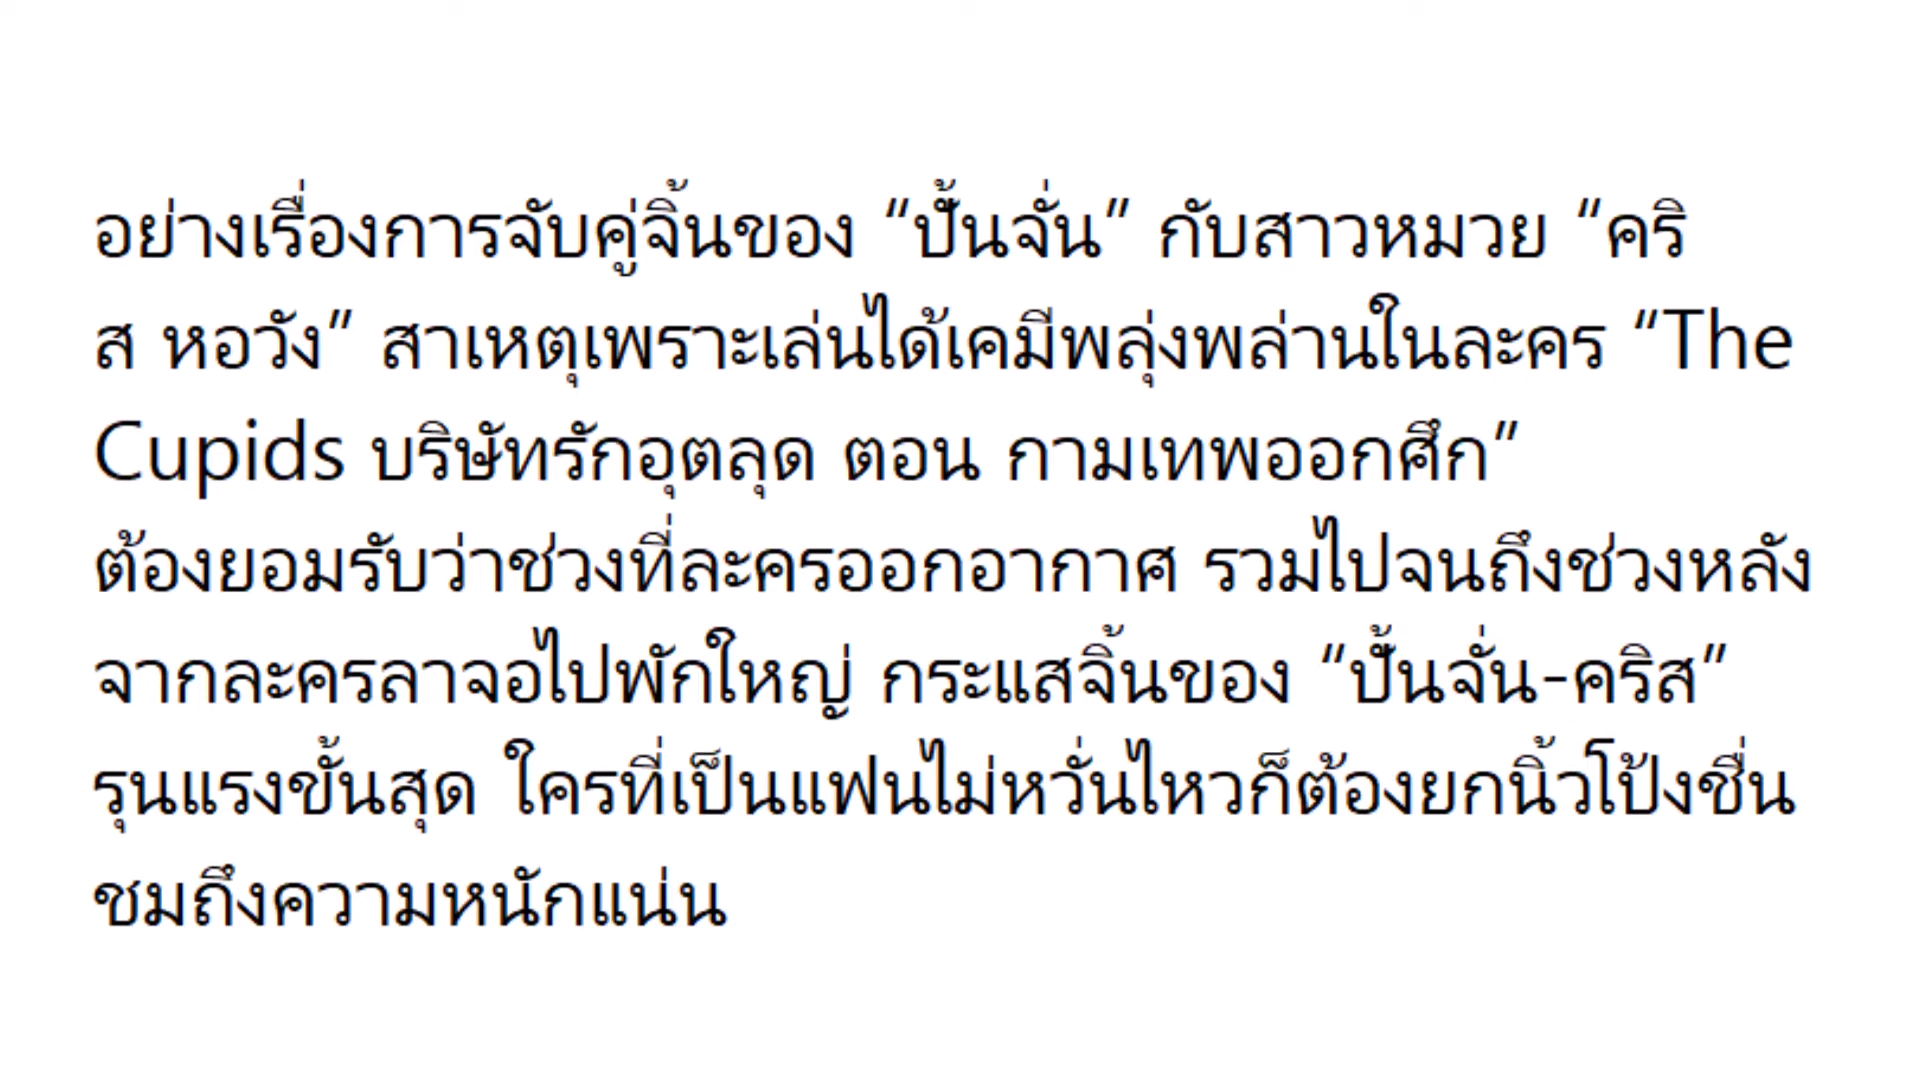 อย่างเรื่องการจับคู่จิ้นของ “ปั้นจั่น” กับสาวหมวย “คริ
ส หอวัง” สาเหตุเพราะเล่นได้เคมีพลุ่งพล่านในละคร “The
Cupids บริษัทรักอุตลุด ตอน กามเทพออกศึก”
ต้องยอมรับว่าช่วงที่ละครออกอากาศ รวมไปจนถึงช่วงหลัง
จากละครลาจอไปพักใหญ่ กระแสจิ้นของ “ปั้นจั่น-คริส”
รุนแรงขั้นสุด ใครที่เป็นแฟนไม่หวั่นไหวก็ต้องยกนิ้วโป้งชื่น
ชมถึงความหนักแน่น